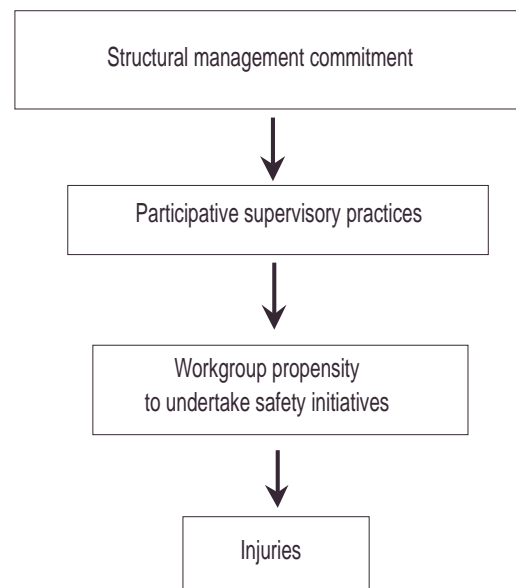 Structural management commitment
Participative supervisory practices
Workgroup propensity
to undertake safety initiatives
Injuries